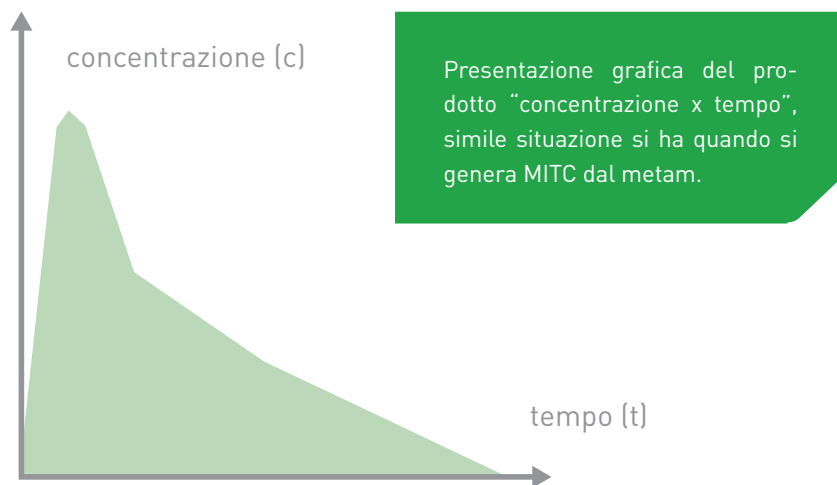 concentrazione (c)
Presentazione grafica del pro-
dotto “concentrazione x tempo”,
simile situazione si ha quando si
genera MITC dal metam.
tempo (t)